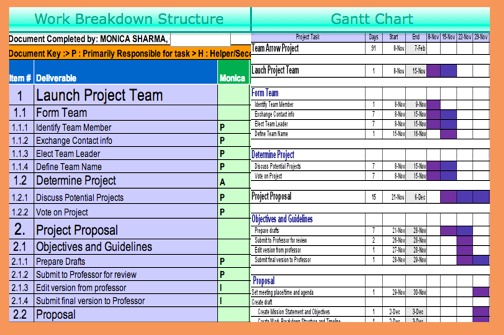 Work Breakdown Structure
Document Completed by: MONICA SHARMA,
Document Key :> P : Primarily Responsible for task > H : Helper/Sec
Item # Deliverable Monica
1 Launch Project Team
1.1 Form Team
1.1.1 Identify Team Member P
1.1.2 Exchange Contact info P
1.1.3 Elect Team Leader P
1.1.4 Define Team Name P
1.2 Determine Project A
1.2.1 Discuss Potential Projects P
1.2.2 Vote on Project P
2. Project Proposal
2.1 Objectives and Guidelines
2.1.1 Prepare Drafts P
2.1.2 Submit to Professor for review P
2.1.3 Edit version from professor I
2.1.4 Submit final version to Professor I
2.2 Proposal
Gantt Chart
Project Task Days Start End 8-Nov 15-Nov 22-Nov 29-Nov
Team Arrow Project 91 8-Nov 7-Feb
Lauch Project Team 8-Nov 15-Nov
Form Team
Identify Team Member 1 8-Nov 9-Nov
Exchange Contact info 7 8-Nov 15-Nov
Elect Team Leader 7 8-Nov 15-Nov
Define Team Name 1 15-Nov 16-Nov
Determine Project
Discuss Potential Projects 7 8-Nov 15-Nov
Vote on Project 7 8-Nov 15-Nov
Project Proposal 15 21-Nov 6-Dec
Objectives and Guidelines
Prepare drafts 7 21-Nov 28-Nov
Submit to Professor for review 2 26-Nov 28-Nov
Edit version from professor 1 27-Nov 28-Nov
Submit final version to Professor 1 28-Nov 29-Nov
Proposal
Set meeting place/time and agenda 1 29-Nov 30-Nov
Create draft
Create Mission Statement and Objectives 1 2-Dec 3-Dec
Create Work Breakdown Structure and Timeline